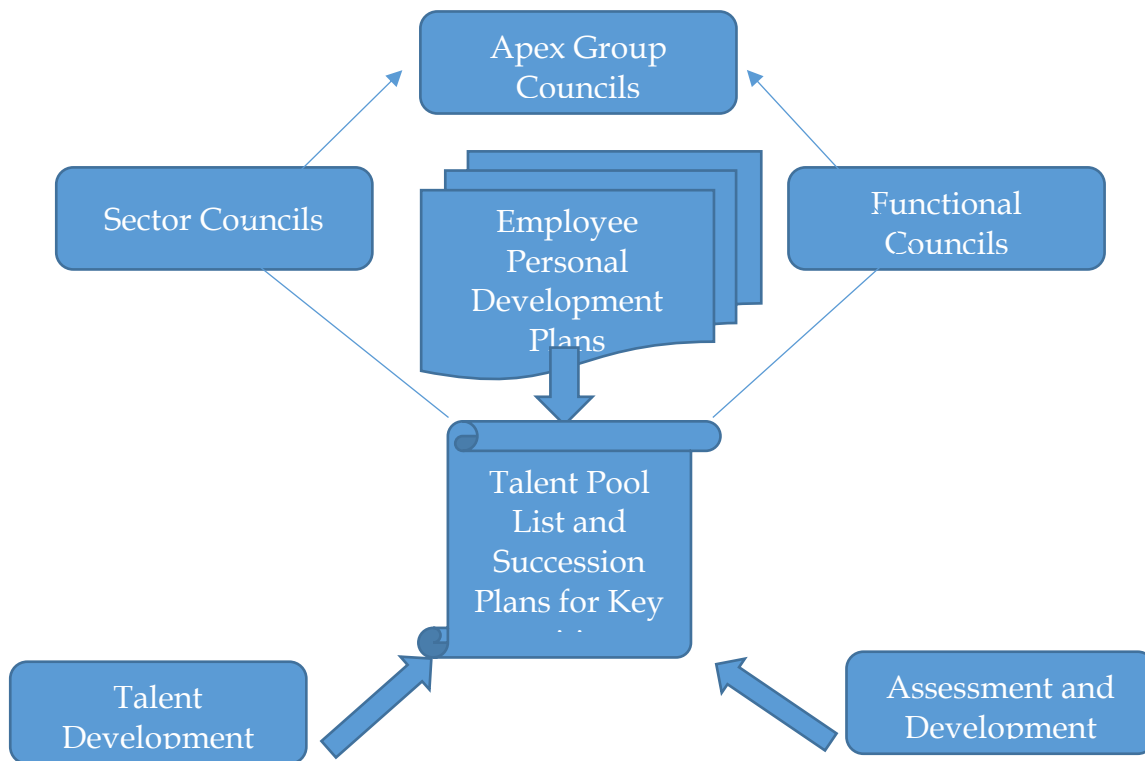 Apex Group
Councils
Sector Councils
Functional
Councils
Employee
Personal
Development
Plans
Talent Pool
List and
Succession
Plans for Key
Talent
Development
Assessment and
Development